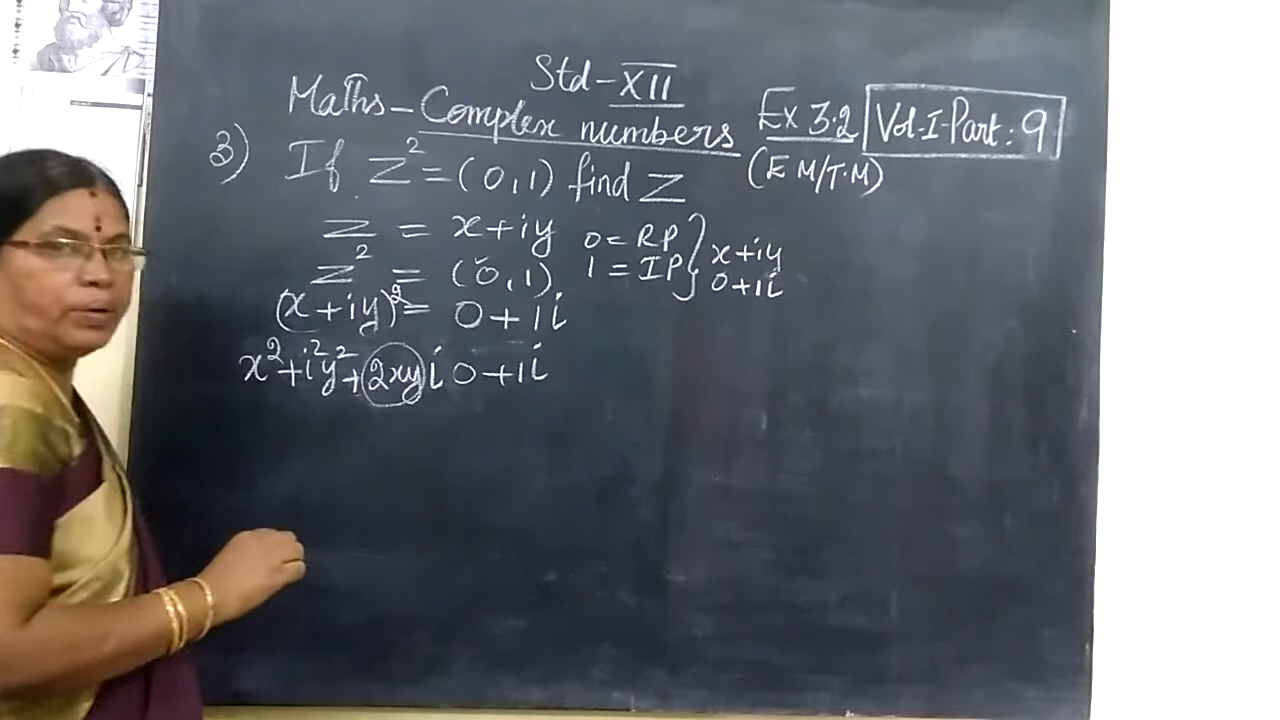 Std-XII
Maths-Complex numbers Ex 3.2 Vol-I-Part: 9
(E M/T.M)
3) If Z² = (0,1) find Z
Z = x+iy
0 = RP
1 = IP } x+iy
0+1i
Z² = (0,1)
(x+iy)² = 0+1i
x²+i²y²+2xyi 0+1i